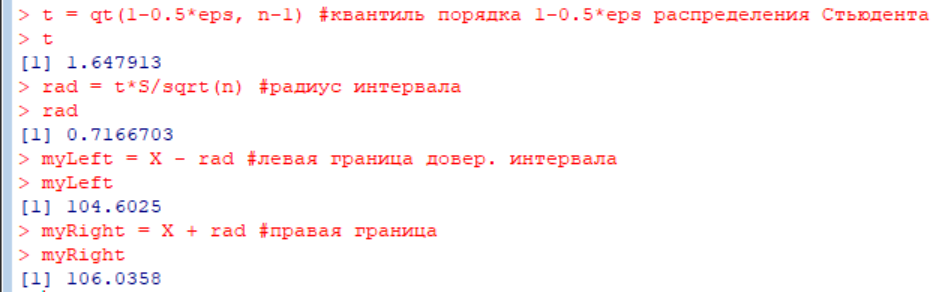 > t = qt(1-0.5*eps, n-1) #квантиль порядка 1-0.5*eps распределения Стьюдента
> t
[1] 1.647913
> rad = t*S/sqrt(n) #радиус интервала
> rad
[1] 0.7166703
> myLeft = X - rad #левая граница довер. интервала
> myLeft
[1] 104.6025
> myRight = X + rad #правая граница
> myRight
[1] 106.0358